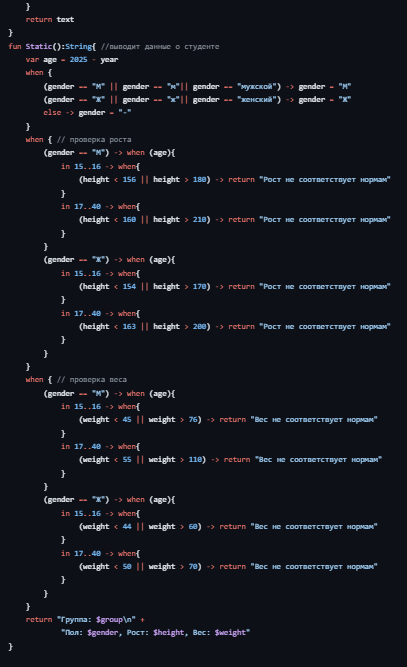 }
return text
}
fun Static():String{ //выводит данные о студенте
var age = 2025 - year
when {
(gender == "М" || gender == "м"|| gender == "мужской") -> gender = "М"
(gender == "Ж" || gender == "ж"|| gender == "женский") -> gender = "Ж"
else -> gender = "-"
}
when { // проверка роста
(gender == "М") -> when (age){
in 15..16 -> when{
(height < 156 || height > 180) -> return "Рост не соответствует нормам"
}
in 17..40 -> when{
(height < 160 || height > 210) -> return "Рост не соответствует нормам"
}
}
(gender == "Ж") -> when (age){
in 15..16 -> when{
(height < 154 || height > 170) -> return "Рост не соответствует нормам"
}
in 17..40 -> when{
(height < 163 || height > 200) -> return "Рост не соответствует нормам"
}
}
}
when { // проверка веса
(gender == "М") -> when (age){
in 15..16 -> when{
(weight < 45 || weight > 76) -> return "Вес не соответствует нормам"
}
in 17..40 -> when{
(weight < 55 || weight > 110) -> return "Вес не соответствует нормам"
}
}
(gender == "Ж") -> when (age){
in 15..16 -> when{
(weight < 44 || weight > 60) -> return "Вес не соответствует нормам"
}
in 17..40 -> when{
(weight < 50 || weight > 70) -> return "Вес не соответствует нормам"
}
}
}
return "Группа: $group\n" +
"Пол: $gender, Рост: $height, Вес: $weight"
}